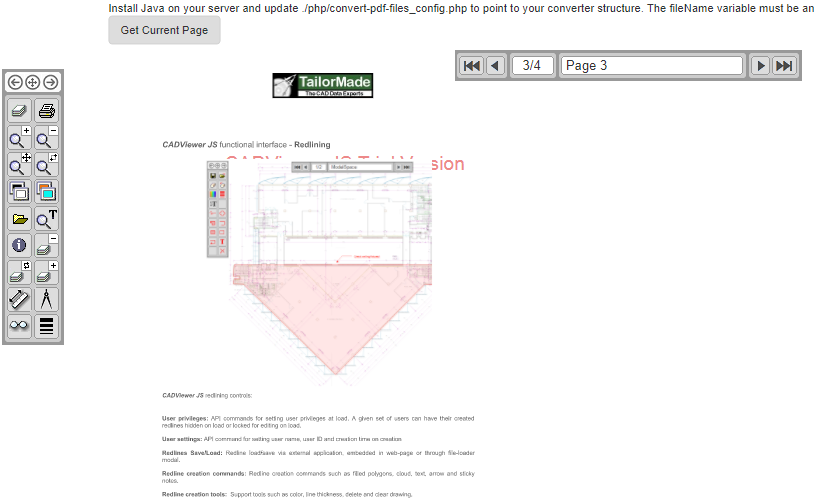 Install Java on your server and update ./php/convert-pdf-files_config.php to point to your converter structure. The fileName variable must be an
Get Current Page
3/4 Page 3
TailorMade
The CAD Data Experts
CADViewer JS functional interface - Redlining
sion
ModelSpace
T
CADViewer JS redlining controls:
User privileges: API commands for setting user privileges at load. A given set of users can have their created
redlines hidden on load or locked for editing on load.
User settings: API command for setting user name, user ID and creation time on creation
Redlines Save/Load: Redline load/save via external application, embedded in web-page or through file-loader
modal.
Redline creation commands: Redline creation commands such as filled polygons, cloud, text, arrow and sticky
notes.
Redline creation tools: Support tools such as color, line thickness, delete and clear drawing.